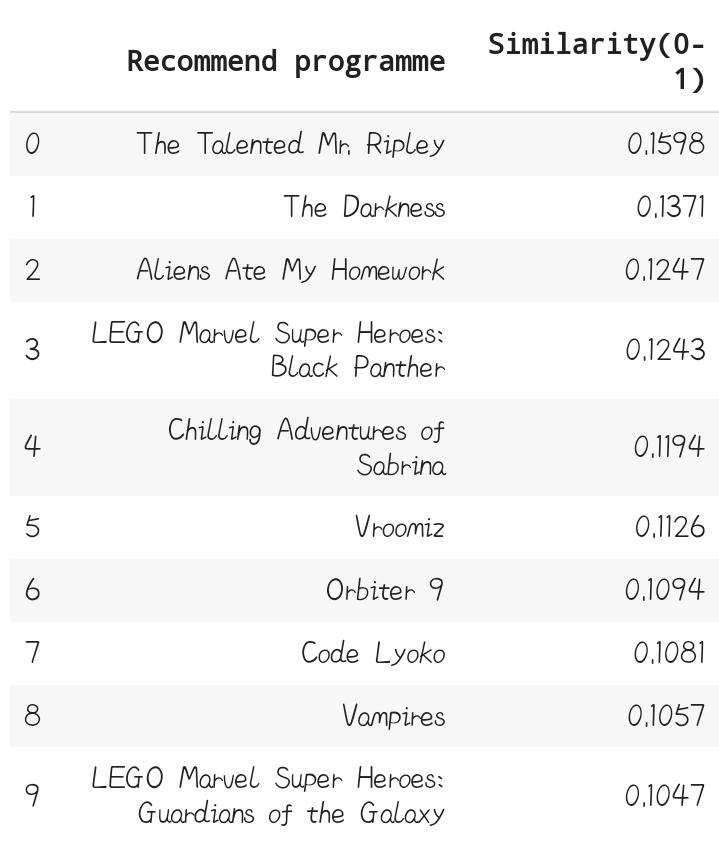 Recommend programme Similarity(0-
1)
0 The Talented Mr. Ripley 0.1598
1 The Darkness 0.1371
2 Aliens Ate My Homework 0.1247
3 LEGO Marvel Super Heroes: 0.1243
Black Panther
4 Chilling Adventures of 0.1194
Sabrina
5 Vroomiz 0.1126
6 Orbiter 9 0.1094
7 Code Lyoko 0.1081
8 Vampires 0.1057
9 LEGO Marvel Super Heroes: 0.1047
Guardians of the Galaxy